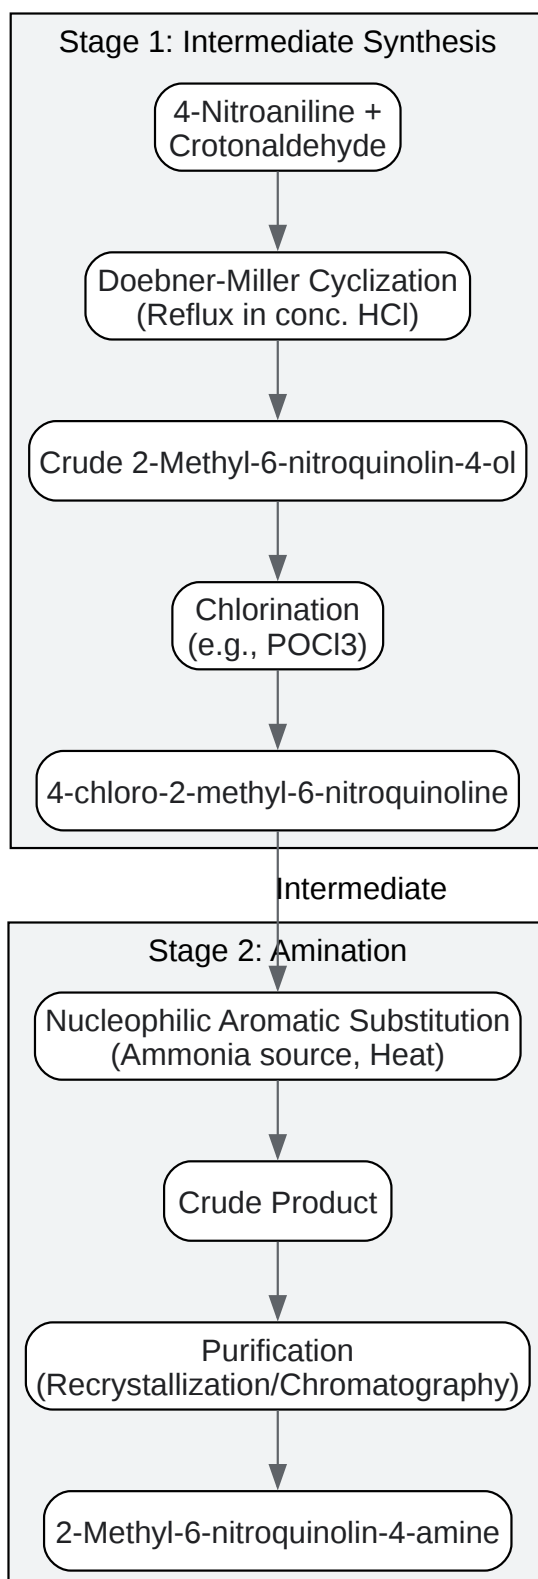 Stage 1: Intermediate Synthesis
4-Nitroaniline +
Crotonaldehyde
Doebner-Miller Cyclization
(Reflux in conc. HCl)
Crude 2-Methyl-6-nitroquinolin-4-ol
Chlorination
(e.g., POCl3)
4-chloro-2-methyl-6-nitroquinoline
Intermediate
Stage 2: Amination
Nucleophilic Aromatic Substitution
(Ammonia source, Heat)
Crude Product
Purification
(Recrystallization/Chromatography)
2-Methyl-6-nitroquinolin-4-amine